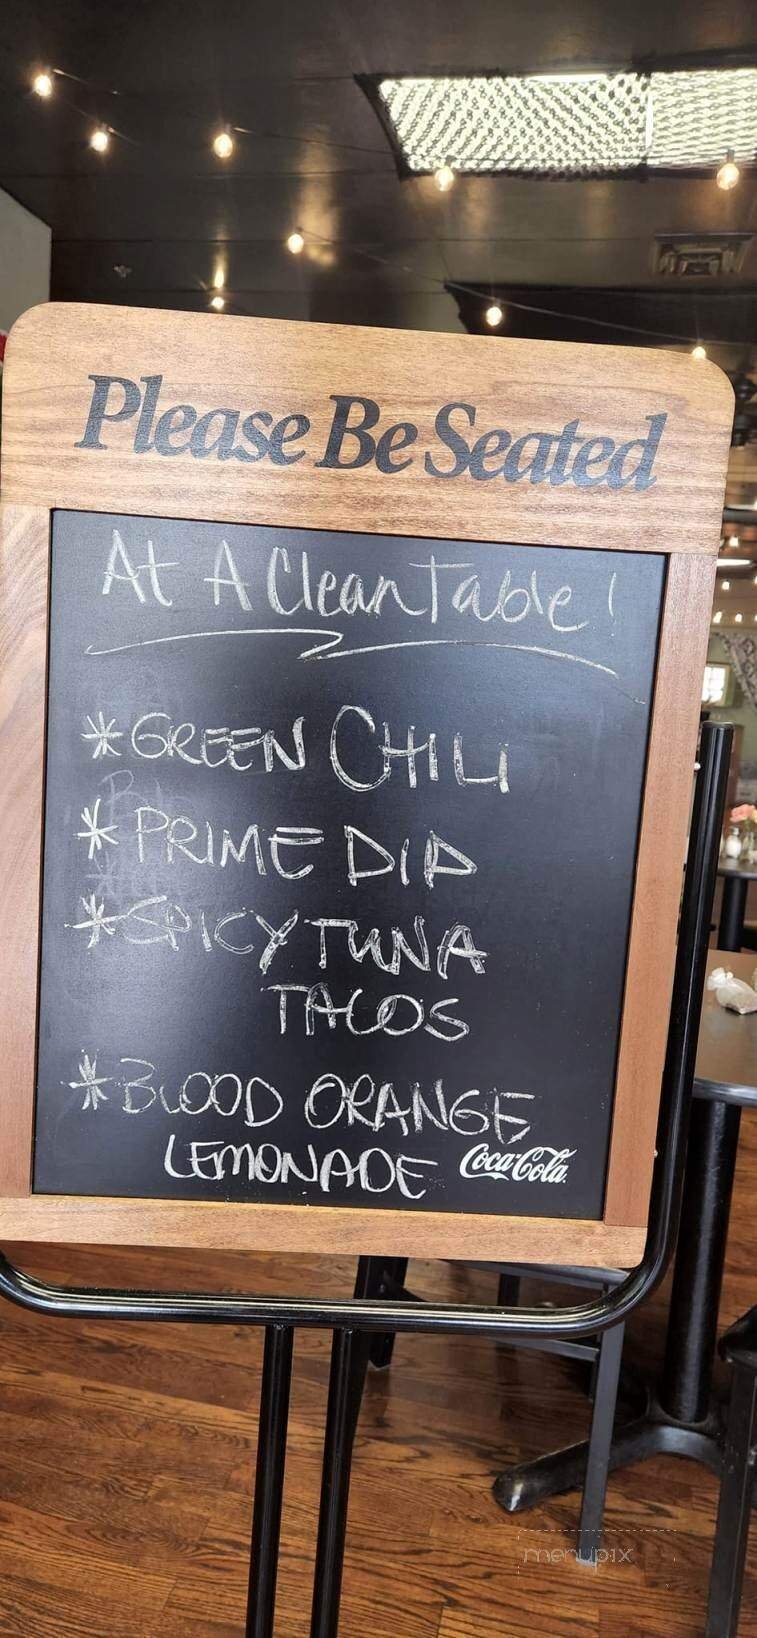 Please Be Seated
At A Clean Table!
*GREEN CHILI
*PRIME DIP
*SPICY TUNA
TACOS
*BLOOD ORANGE
LEMONADE Coca-Cola
menupix